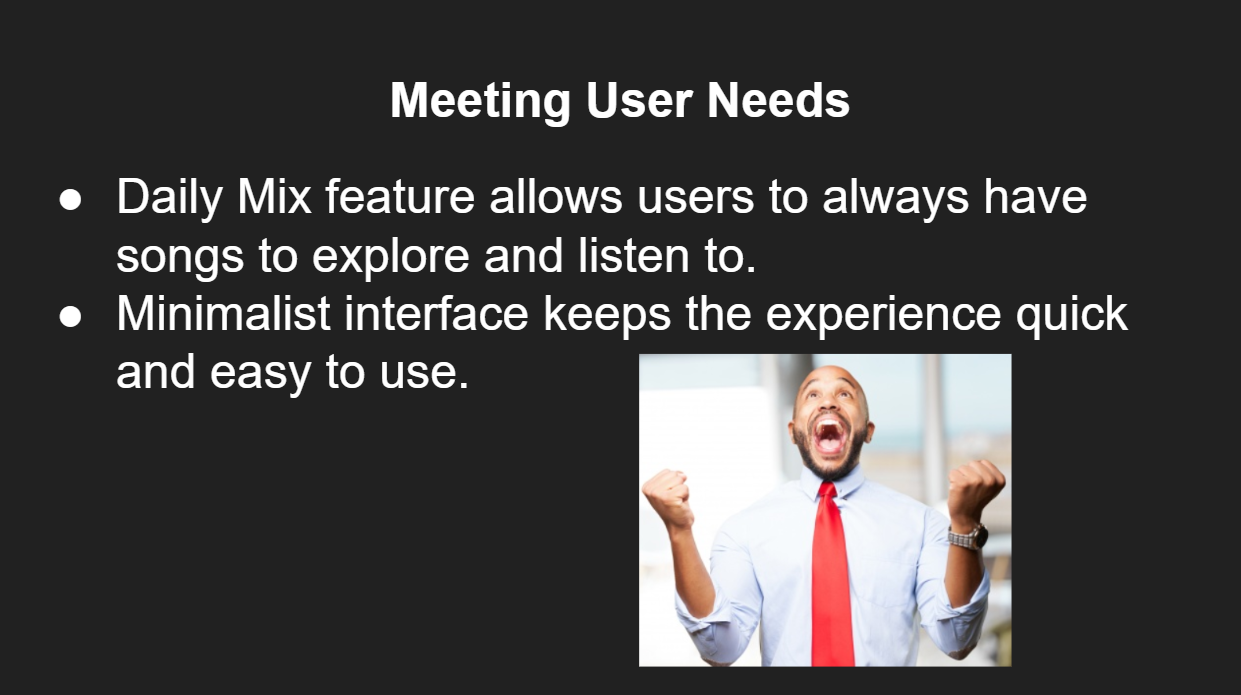 Meeting User Needs
● Daily Mix feature allows users to always have
songs to explore and listen to.
● Minimalist interface keeps the experience quick
and easy to use.